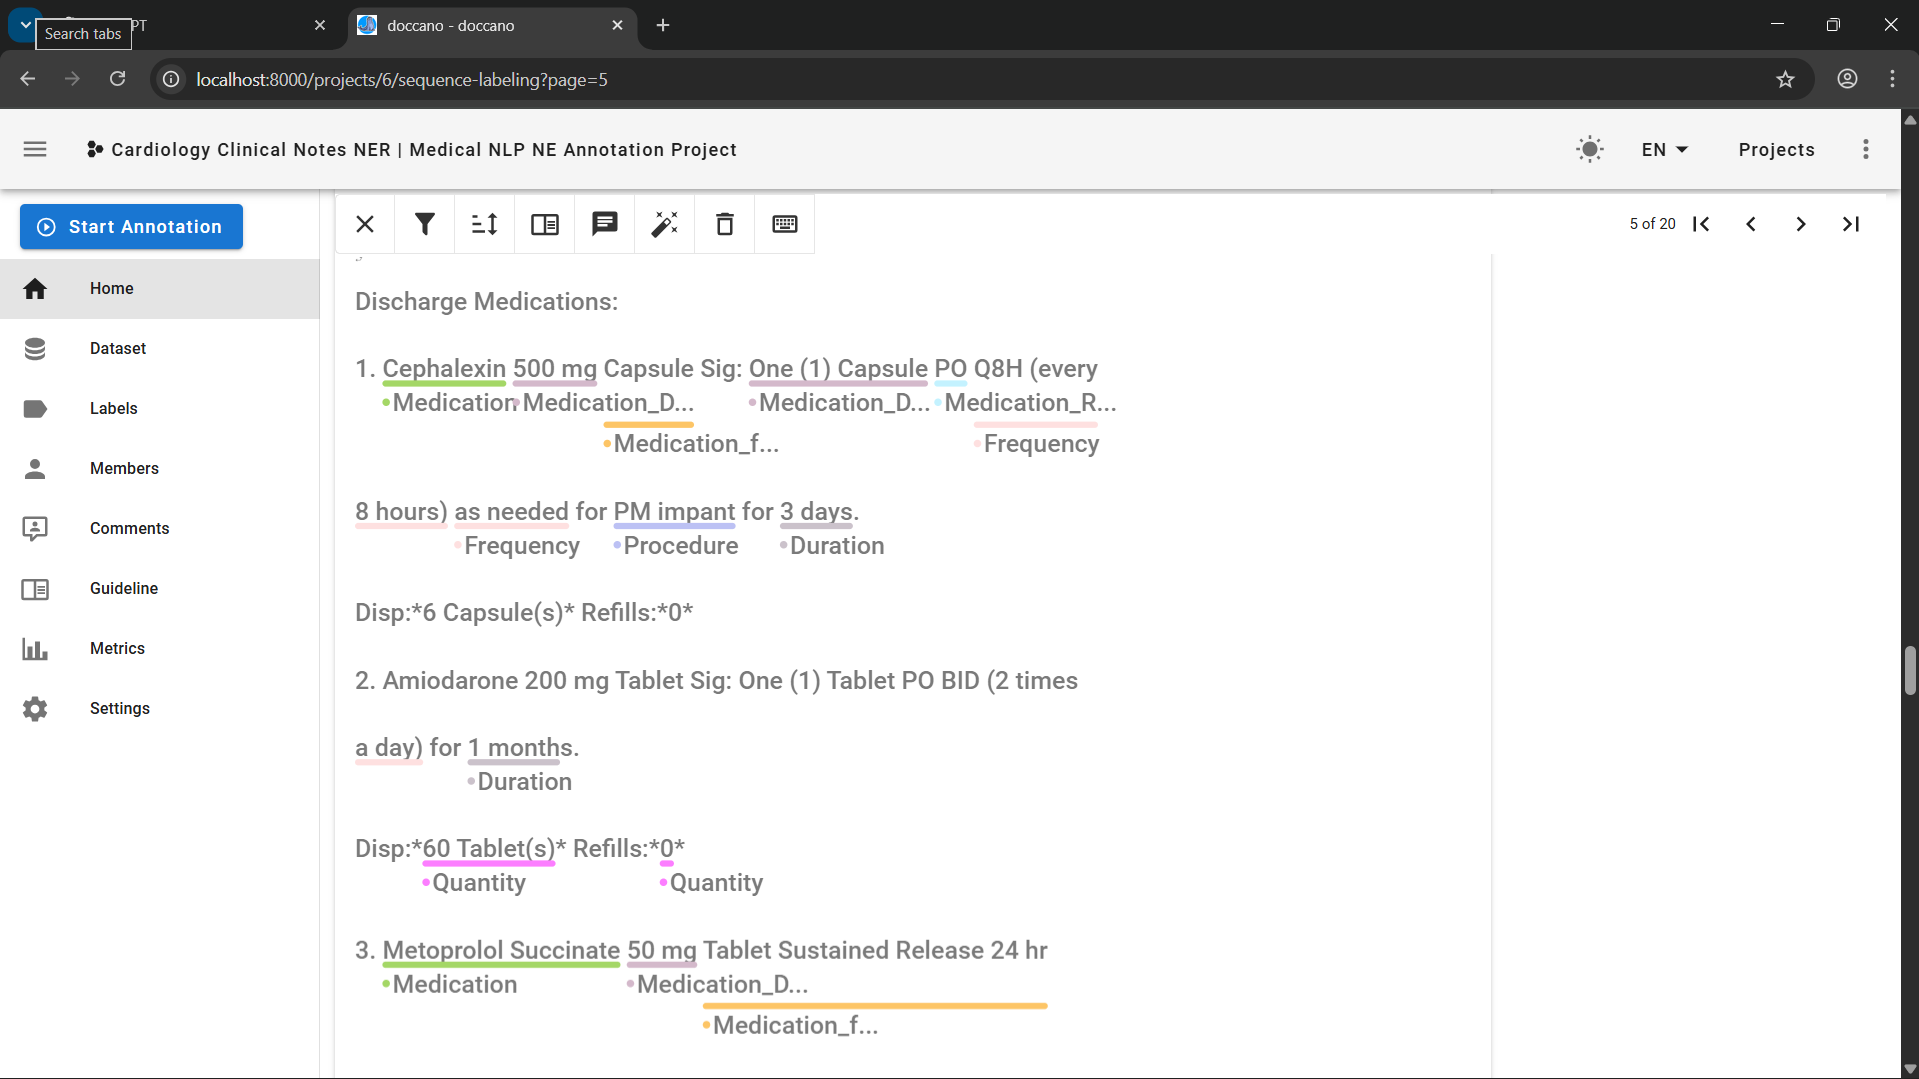 PT
Search tabs
doccano - doccano
localhost:8000/projects/6/sequence-labeling?page=5
Cardiology Clinical Notes NER | Medical NLP NE Annotation Project
EN
Projects
Start Annotation
5 of 20
Home
Dataset
Labels
Members
Comments
Guideline
Metrics
Settings
Discharge Medications:
1. Cephalexin 500 mg Capsule Sig: One (1) Capsule PO Q8H (every
•Medication •Medication_D... •Medication_D... •Medication_R...
•Medication_f... •Frequency
8 hours) as needed for PM impant for 3 days.
•Frequency •Procedure •Duration
Disp:*6 Capsule(s)* Refills:*0*
2. Amiodarone 200 mg Tablet Sig: One (1) Tablet PO BID (2 times
a day) for 1 months.
•Duration
Disp:*60 Tablet(s)* Refills:*0*
•Quantity •Quantity
3. Metoprolol Succinate 50 mg Tablet Sustained Release 24 hr
•Medication •Medication_D...
•Medication_f...